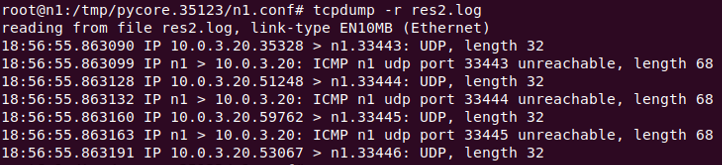 root@n1:/tmp/pycore.35123/n1.conf# tcpdump -r res2.log
reading from file res2.log, link-type EN10MB (Ethernet)
18:56:55.863090 IP 10.0.3.20.35328 > n1.33443: UDP, length 32
18:56:55.863099 IP n1 > 10.0.3.20: ICMP n1 udp port 33443 unreachable, length 68
18:56:55.863128 IP 10.0.3.20.51248 > n1.33444: UDP, length 32
18:56:55.863132 IP n1 > 10.0.3.20: ICMP n1 udp port 33444 unreachable, length 68
18:56:55.863160 IP 10.0.3.20.59762 > n1.33445: UDP, length 32
18:56:55.863163 IP n1 > 10.0.3.20: ICMP n1 udp port 33445 unreachable, length 68
18:56:55.863191 IP 10.0.3.20.53067 > n1.33446: UDP, length 32